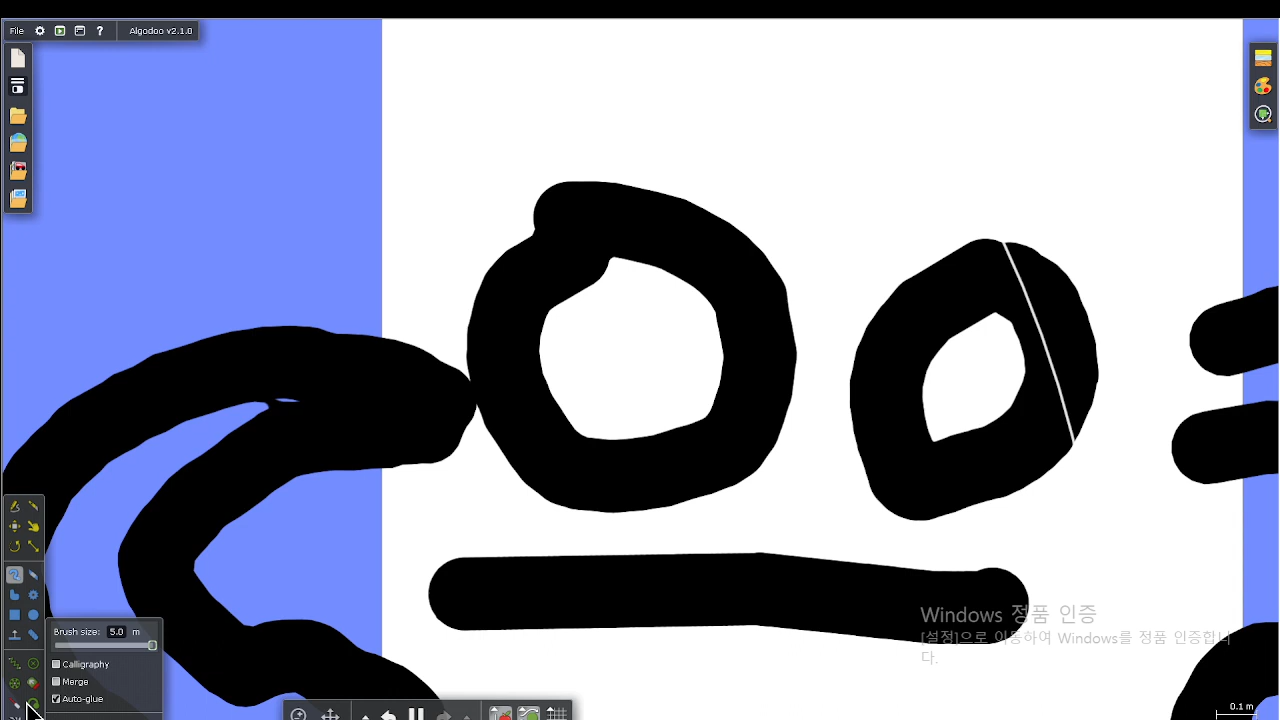 File
?
Algodoo v2.1.0
Windows 정품 인증
[설정]으로 이동하여 Windows를 정품 인증합니
다.
Brush size: 5.0 m
Calligraphy
Merge
Auto-glue
0.1 m